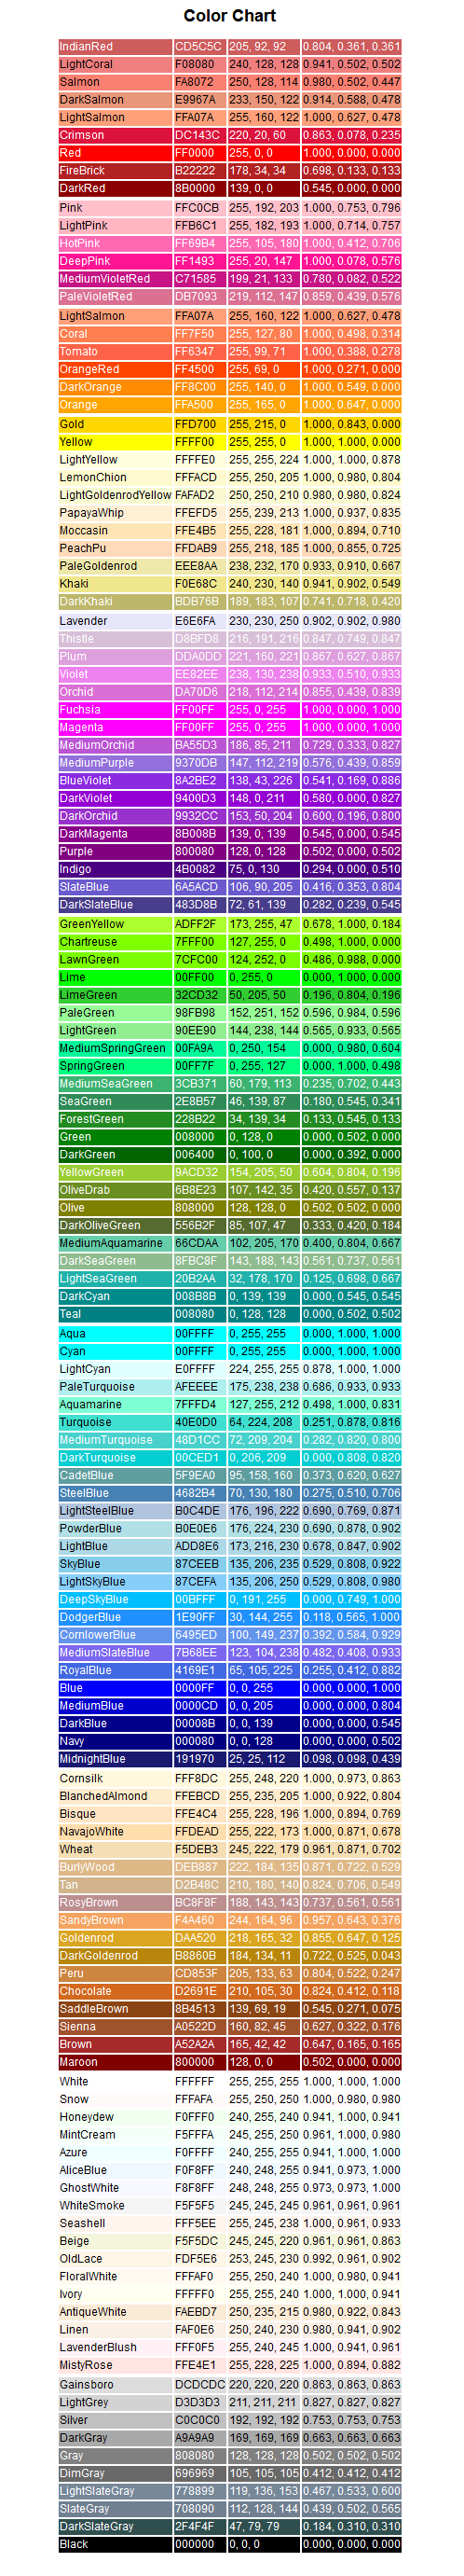 Color Chart
IndianRed CD5C5C 205, 92, 92 0.804, 0.361, 0.361
LightCoral F08080 240, 128, 128 0.941, 0.502, 0.502
Salmon FA8072 250, 128, 114 0.980, 0.502, 0.447
DarkSalmon E9967A 233, 150, 122 0.914, 0.588, 0.478
LightSalmon FFA07A 255, 160, 122 1.000, 0.627, 0.478
Crimson DC143C 220, 20, 60 0.863, 0.078, 0.235
Red FF0000 255, 0, 0 1.000, 0.000, 0.000
FireBrick B22222 178, 34, 34 0.698, 0.133, 0.133
DarkRed 8B0000 139, 0, 0 0.545, 0.000, 0.000
Pink FFC0CB 255, 192, 203 1.000, 0.753, 0.796
LightPink FFB6C1 255, 182, 193 1.000, 0.714, 0.757
HotPink FF69B4 255, 105, 180 1.000, 0.412, 0.706
DeepPink FF1493 255, 20, 147 1.000, 0.078, 0.576
MediumVioletRed C71585 199, 21, 133 0.780, 0.082, 0.522
PaleVioletRed DB7093 219, 112, 147 0.859, 0.439, 0.576
LightSalmon FFA07A 255, 160, 122 1.000, 0.627, 0.478
Coral FF7F50 255, 127, 80 1.000, 0.498, 0.314
Tomato FF6347 255, 99, 71 1.000, 0.388, 0.278
OrangeRed FF4500 255, 69, 0 1.000, 0.271, 0.000
DarkOrange FF8C00 255, 140, 0 1.000, 0.549, 0.000
Orange FFA500 255, 165, 0 1.000, 0.647, 0.000
Gold FFD700 255, 215, 0 1.000, 0.843, 0.000
Yellow FFFF00 255, 255, 0 1.000, 1.000, 0.000
LightYellow FFFFE0 255, 255, 224 1.000, 1.000, 0.878
LemonChion FFFACD 255, 250, 205 1.000, 0.980, 0.804
LightGoldenrodYellow FAFAD2 250, 250, 210 0.980, 0.980, 0.824
PapayaWhip FFEFD5 255, 239, 213 1.000, 0.937, 0.835
Moccasin FFE4B5 255, 228, 181 1.000, 0.894, 0.710
PeachPu FFDAB9 255, 218, 185 1.000, 0.855, 0.725
PaleGoldenrod EEE8AA 238, 232, 170 0.933, 0.910, 0.667
Khaki F0E68C 240, 230, 140 0.941, 0.902, 0.549
DarkKhaki BDB76B 189, 183, 107 0.741, 0.718, 0.420
Lavender E6E6FA 230, 230, 250 0.902, 0.902, 0.980
Thistle D8BFD8 216, 191, 216 0.847, 0.749, 0.847
Plum DDA0DD 221, 160, 221 0.867, 0.627, 0.867
Violet EE82EE 238, 130, 238 0.933, 0.510, 0.933
Orchid DA70D6 218, 112, 214 0.855, 0.439, 0.839
Fuchsia FF00FF 255, 0, 255 1.000, 0.000, 1.000
Magenta FF00FF 255, 0, 255 1.000, 0.000, 1.000
MediumOrchid BA55D3 186, 85, 211 0.729, 0.333, 0.827
MediumPurple 9370DB 147, 112, 219 0.576, 0.439, 0.859
BlueViolet 8A2BE2 138, 43, 226 0.541, 0.169, 0.886
DarkViolet 9400D3 148, 0, 211 0.580, 0.000, 0.827
DarkOrchid 9932CC 153, 50, 204 0.600, 0.196, 0.800
DarkMagenta 8B008B 139, 0, 139 0.545, 0.000, 0.545
Purple 800080 128, 0, 128 0.502, 0.000, 0.502
Indigo 4B0082 75, 0, 130 0.294, 0.000, 0.510
SlateBlue 6A5ACD 106, 90, 205 0.416, 0.353, 0.804
DarkSlateBlue 483D8B 72, 61, 139 0.282, 0.239, 0.545
GreenYellow ADFF2F 173, 255, 47 0.678, 1.000, 0.184
Chartreuse 7FFF00 127, 255, 0 0.498, 1.000, 0.000
LawnGreen 7CFC00 124, 252, 0 0.486, 0.988, 0.000
Lime 00FF00 0, 255, 0 0.000, 1.000, 0.000
LimeGreen 32CD32 50, 205, 50 0.196, 0.804, 0.196
PaleGreen 98FB98 152, 251, 152 0.596, 0.984, 0.596
LightGreen 90EE90 144, 238, 144 0.565, 0.933, 0.565
MediumSpringGreen 00FA9A 0, 250, 154 0.000, 0.980, 0.604
SpringGreen 00FF7F 0, 255, 127 0.000, 1.000, 0.498
MediumSeaGreen 3CB371 60, 179, 113 0.235, 0.702, 0.443
SeaGreen 2E8B57 46, 139, 87 0.180, 0.545, 0.341
ForestGreen 228B22 34, 139, 34 0.133, 0.545, 0.133
Green 008000 0, 128, 0 0.000, 0.502, 0.000
DarkGreen 006400 0, 100, 0 0.000, 0.392, 0.000
YellowGreen 9ACD32 154, 205, 50 0.604, 0.804, 0.196
OliveDrab 6B8E23 107, 142, 35 0.420, 0.557, 0.137
Olive 808000 128, 128, 0 0.502, 0.502, 0.000
DarkOliveGreen 556B2F 85, 107, 47 0.333, 0.420, 0.184
MediumAquamarine 66CDAA 102, 205, 170 0.400, 0.804, 0.667
DarkSeaGreen 8FBC8F 143, 188, 143 0.561, 0.737, 0.561
LightSeaGreen 20B2AA 32, 178, 170 0.125, 0.698, 0.667
DarkCyan 008B8B 0, 139, 139 0.000, 0.545, 0.545
Teal 008080 0, 128, 128 0.000, 0.502, 0.502
Aqua 00FFFF 0, 255, 255 0.000, 1.000, 1.000
Cyan 00FFFF 0, 255, 255 0.000, 1.000, 1.000
LightCyan E0FFFF 224, 255, 255 0.878, 1.000, 1.000
PaleTurquoise AFEEEE 175, 238, 238 0.686, 0.933, 0.933
Aquamarine 7FFFD4 127, 255, 212 0.498, 1.000, 0.831
Turquoise 40E0D0 64, 224, 208 0.251, 0.878, 0.816
MediumTurquoise 48D1CC 72, 209, 204 0.282, 0.820, 0.800
DarkTurquoise 00CED1 0, 206, 209 0.000, 0.808, 0.820
CadetBlue 5F9EA0 95, 158, 160 0.373, 0.620, 0.627
SteelBlue 4682B4 70, 130, 180 0.275, 0.510, 0.706
LightSteelBlue B0C4DE 176, 196, 222 0.690, 0.769, 0.871
PowderBlue B0E0E6 176, 224, 230 0.690, 0.878, 0.902
LightBlue ADD8E6 173, 216, 230 0.678, 0.847, 0.902
SkyBlue 87CEEB 135, 206, 235 0.529, 0.808, 0.922
LightSkyBlue 87CEFA 135, 206, 250 0.529, 0.808, 0.980
DeepSkyBlue 00BFFF 0, 191, 255 0.000, 0.749, 1.000
DodgerBlue 1E90FF 30, 144, 255 0.118, 0.565, 1.000
CornlowerBlue 6495ED 100, 149, 237 0.392, 0.584, 0.929
MediumSlateBlue 7B68EE 123, 104, 238 0.482, 0.408, 0.933
RoyalBlue 4169E1 65, 105, 225 0.255, 0.412, 0.882
Blue 0000FF 0, 0, 255 0.000, 0.000, 1.000
MediumBlue 0000CD 0, 0, 205 0.000, 0.000, 0.804
DarkBlue 00008B 0, 0, 139 0.000, 0.000, 0.545
Navy 000080 0, 0, 128 0.000, 0.000, 0.502
MidnightBlue 191970 25, 25, 112 0.098, 0.098, 0.439
Cornsilk FFF8DC 255, 248, 220 1.000, 0.973, 0.863
BlanchedAlmond FFEBCD 255, 235, 205 1.000, 0.922, 0.804
Bisque FFE4C4 255, 228, 196 1.000, 0.894, 0.769
NavajoWhite FFDEAD 255, 222, 173 1.000, 0.871, 0.678
Wheat F5DEB3 245, 222, 179 0.961, 0.871, 0.702
BurlyWood DEB887 222, 184, 135 0.871, 0.722, 0.529
Tan D2B48C 210, 180, 140 0.824, 0.706, 0.549
RosyBrown BC8F8F 188, 143, 143 0.737, 0.561, 0.561
SandyBrown F4A460 244, 164, 96 0.957, 0.643, 0.376
Goldenrod DAA520 218, 165, 32 0.855, 0.647, 0.125
DarkGoldenrod B8860B 184, 134, 11 0.722, 0.525, 0.043
Peru CD853F 205, 133, 63 0.804, 0.522, 0.247
Chocolate D2691E 210, 105, 30 0.824, 0.412, 0.118
SaddleBrown 8B4513 139, 69, 19 0.545, 0.271, 0.075
Sienna A0522D 160, 82, 45 0.627, 0.322, 0.176
Brown A52A2A 165, 42, 42 0.647, 0.165, 0.165
Maroon 800000 128, 0, 0 0.502, 0.000, 0.000
White FFFFFF 255, 255, 255 1.000, 1.000, 1.000
Snow FFFAFA 255, 250, 250 1.000, 0.980, 0.980
Honeydew F0FFF0 240, 255, 240 0.941, 1.000, 0.941
MintCream F5FFFA 245, 255, 250 0.961, 1.000, 0.980
Azure F0FFFF 240, 255, 255 0.941, 1.000, 1.000
AliceBlue F0F8FF 240, 248, 255 0.941, 0.973, 1.000
GhostWhite F8F8FF 248, 248, 255 0.973, 0.973, 1.000
WhiteSmoke F5F5F5 245, 245, 245 0.961, 0.961, 0.961
Seashell FFF5EE 255, 245, 238 1.000, 0.961, 0.933
Beige F5F5DC 245, 245, 220 0.961, 0.961, 0.863
OldLace FDF5E6 253, 245, 230 0.992, 0.961, 0.902
FloralWhite FFFAF0 255, 250, 240 1.000, 0.980, 0.941
Ivory FFFFF0 255, 255, 240 1.000, 1.000, 0.941
AntiqueWhite FAEBD7 250, 235, 215 0.980, 0.922, 0.843
Linen FAF0E6 250, 240, 230 0.980, 0.941, 0.902
LavenderBlush FFF0F5 255, 240, 245 1.000, 0.941, 0.961
MistyRose FFE4E1 255, 228, 225 1.000, 0.894, 0.882
Gainsboro DCDCDC 220, 220, 220 0.863, 0.863, 0.863
LightGrey D3D3D3 211, 211, 211 0.827, 0.827, 0.827
Silver C0C0C0 192, 192, 192 0.753, 0.753, 0.753
DarkGray A9A9A9 169, 169, 169 0.663, 0.663, 0.663
Gray 808080 128, 128, 128 0.502, 0.502, 0.502
DimGray 696969 105, 105, 105 0.412, 0.412, 0.412
LightSlateGray 778899 119, 136, 153 0.467, 0.533, 0.600
SlateGray 708090 112, 128, 144 0.439, 0.502, 0.565
DarkSlateGray 2F4F4F 47, 79, 79 0.184, 0.310, 0.310
Black 000000 0, 0, 0 0.000, 0.000, 0.000